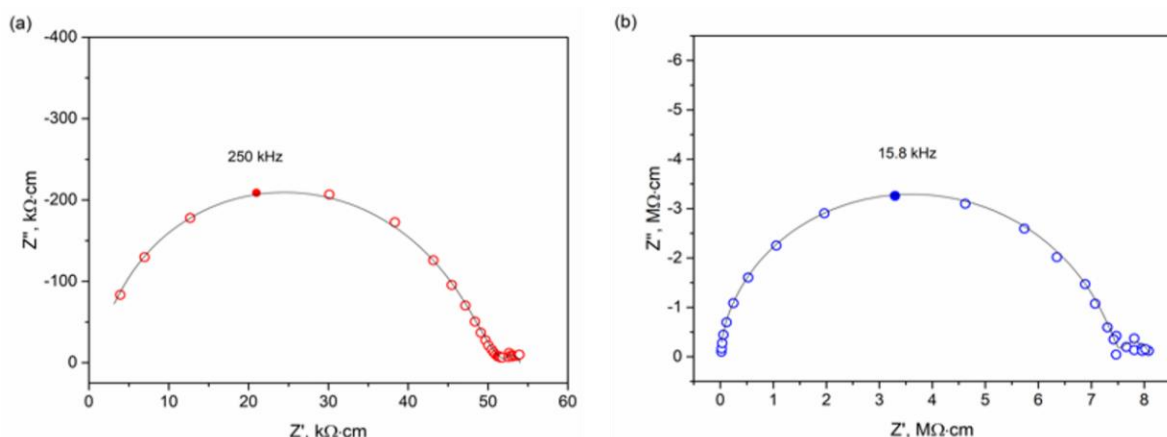 (a)
-400
-300
-200
-100
0
Z'', kΩ·cm
250 kHz
0 10 20 30 40 50 60
Z', kΩ·cm
(b)
-6
-5
-4
-3
-2
-1
0
Z'', MΩ·cm
15.8 kHz
0 1 2 3 4 5 6 7 8
Z', MΩ·cm